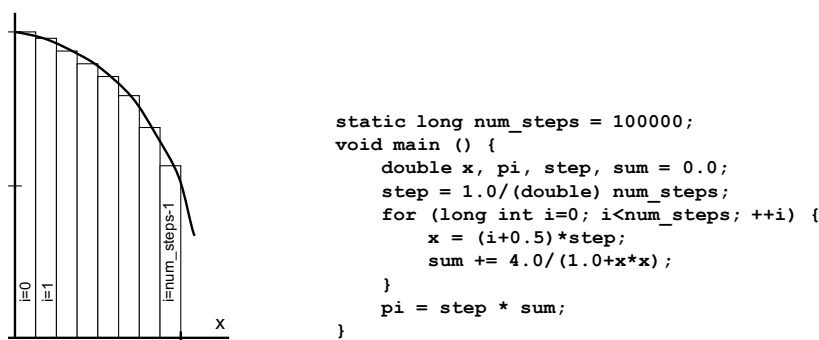 i=0
i=1
i=num_steps-1
x
static long num_steps = 100000;
void main () {
    double x, pi, step, sum = 0.0;
    step = 1.0/(double) num_steps;
    for (long int i=0; i<num_steps; ++i) {
        x = (i+0.5)*step;
        sum += 4.0/(1.0+x*x);
    }
    pi = step * sum;
}